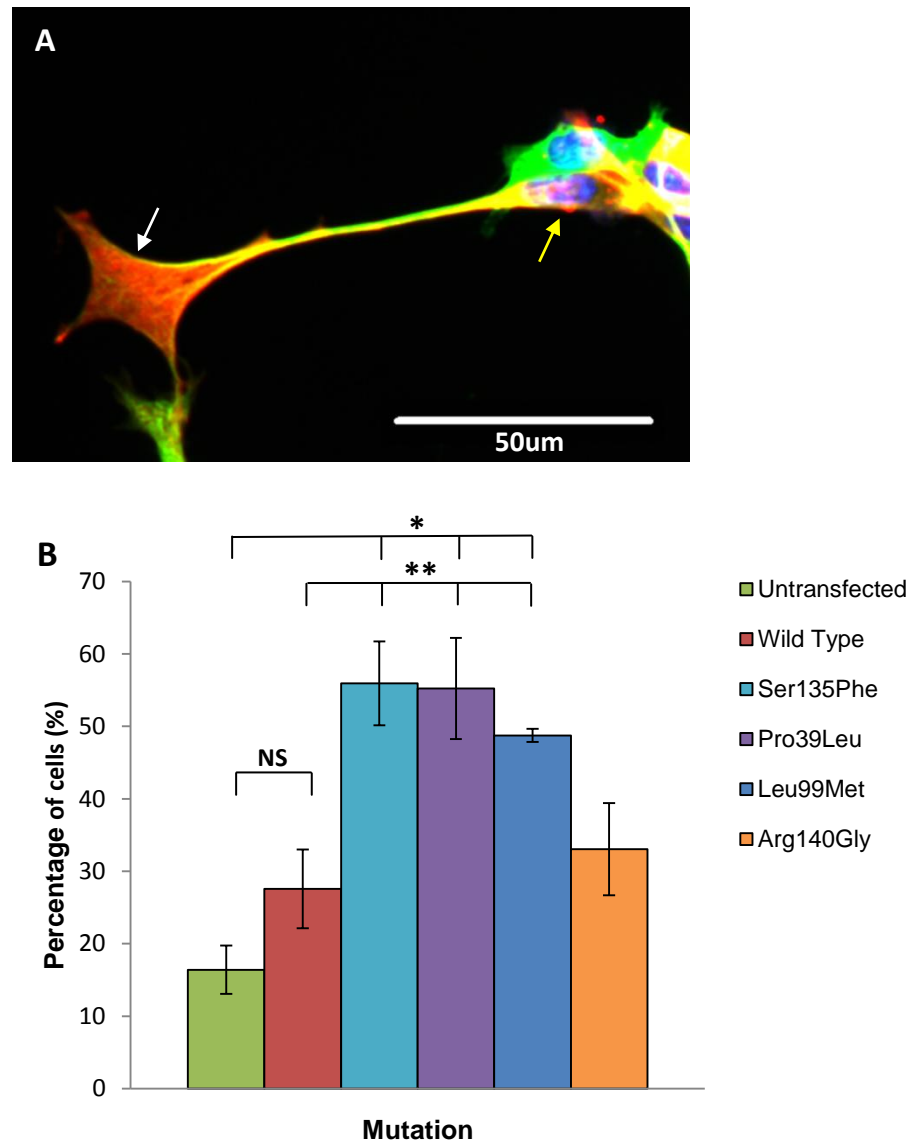 A
50um
B
*
**
NS
70
60
50
40
30
20
10
0
Percentage of cells (%)
Mutation
Untransfected
Wild Type
Ser135Phe
Pro39Leu
Leu99Met
Arg140Gly